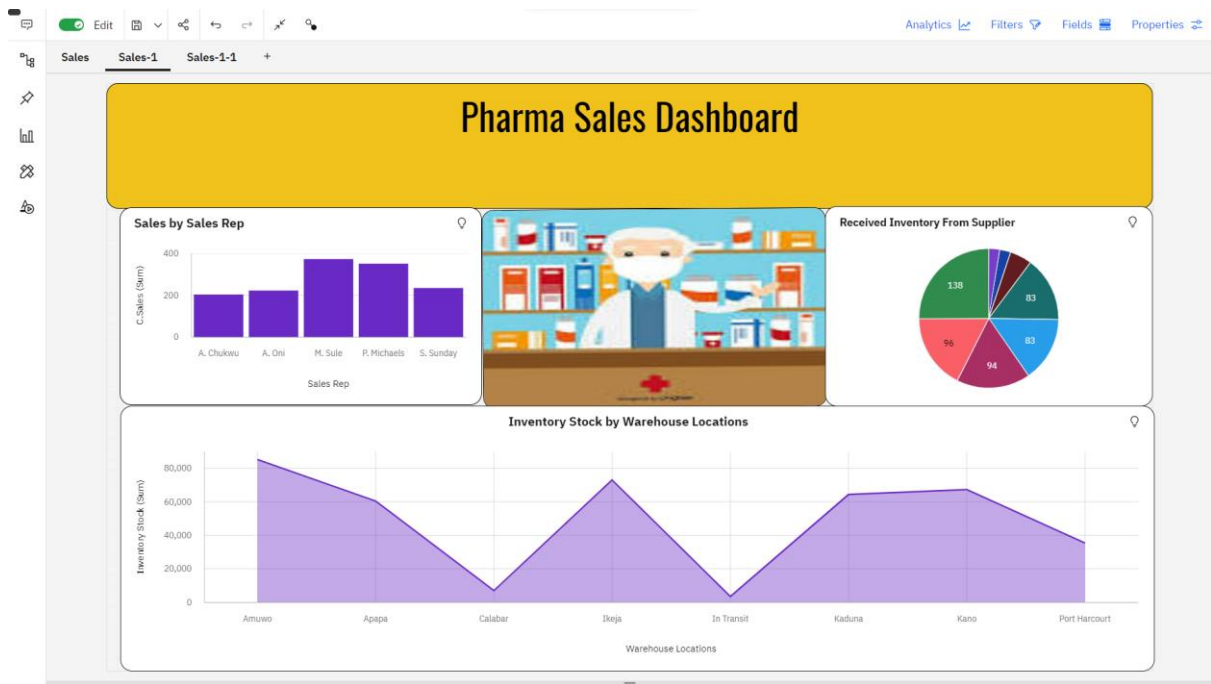 Edit
Analytics Filters Fields Properties
Sales Sales-1 Sales-1-1 +
Pharma Sales Dashboard
Sales by Sales Rep
C.Sales (Sum)
400
200
0
A. Chukwu A. Oni M. Sule P. Michaels S. Sunday
Sales Rep
Received Inventory From Supplier
138
83
83
94
96
Inventory Stock by Warehouse Locations
Inventory Stock (Sum)
80,000
60,000
40,000
20,000
0
Amuwo Apapa Calabar Ikeja In Transit Kaduna Kano Port Harcourt
Warehouse Locations